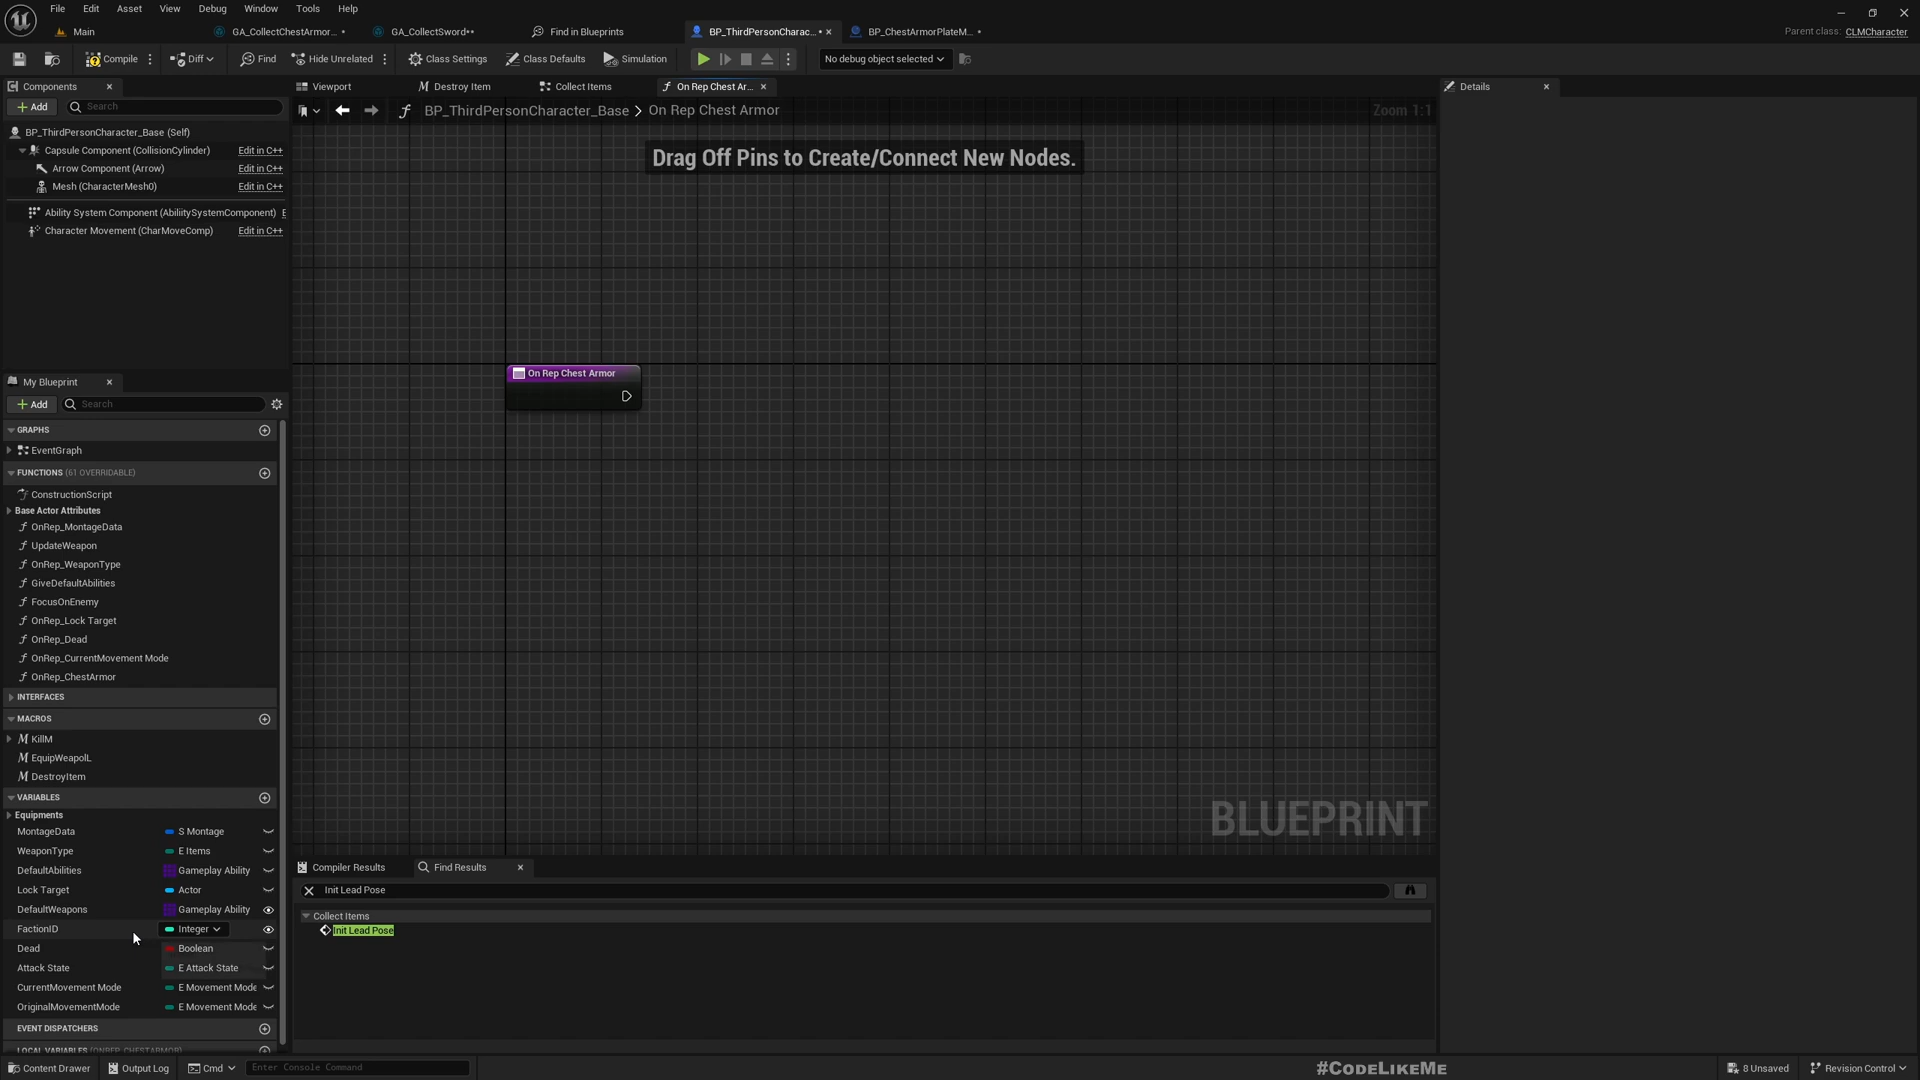 File Edit Asset View Debug Window Tools Help
Main GA_CollectChestArmor... • GA_CollectSword•• Find in Blueprints BP_ThirdPersonCharac... • BP_ChestArmorPlateM... • Parent class: CLMCharacter
Compile Diff Find Hide Unrelated Class Settings Class Defaults Simulation No debug object selected
Components
Add Search
BP_ThirdPersonCharacter_Base (Self)
Capsule Component (CollisionCylinder) Edit in C++
Arrow Component (Arrow) Edit in C++
Mesh (CharacterMesh0) Edit in C++
Ability System Component (AbiliitySystemComponent) E
Character Movement (CharMoveComp) Edit in C++
My Blueprint
Add Search
GRAPHS
EventGraph
FUNCTIONS (61 OVERRIDABLE)
ConstructionScript
Base Actor Attributes
OnRep_MontageData
UpdateWeapon
OnRep_WeaponType
GiveDefaultAbilities
FocusOnEnemy
OnRep_Lock Target
OnRep_Dead
OnRep_CurrentMovement Mode
OnRep_ChestArmor
INTERFACES
MACROS
KillM
EquipWeapolL
DestroyItem
VARIABLES
Equipments
MontageData S Montage
WeaponType E Items
DefaultAbilities Gameplay Ability
Lock Target Actor
DefaultWeapons Gameplay Ability
FactionID Integer
Dead Boolean
Attack State E Attack State
CurrentMovement Mode E Movement Mode
OriginalMovementMode E Movement Mode
EVENT DISPATCHERS
LOCAL VARIABLES (ONREP_CHESTARMOR)
Viewport Destroy Item Collect Items On Rep Chest Ar...
BP_ThirdPersonCharacter_Base > On Rep Chest Armor Zoom 1:1
Drag Off Pins to Create/Connect New Nodes.
On Rep Chest Armor
BLUEPRINT
Compiler Results Find Results
Init Lead Pose
Collect Items
Init Lead Pose
Details
Content Drawer Output Log Cmd Enter Console Command #CODELIKEME 8 Unsaved Revision Control